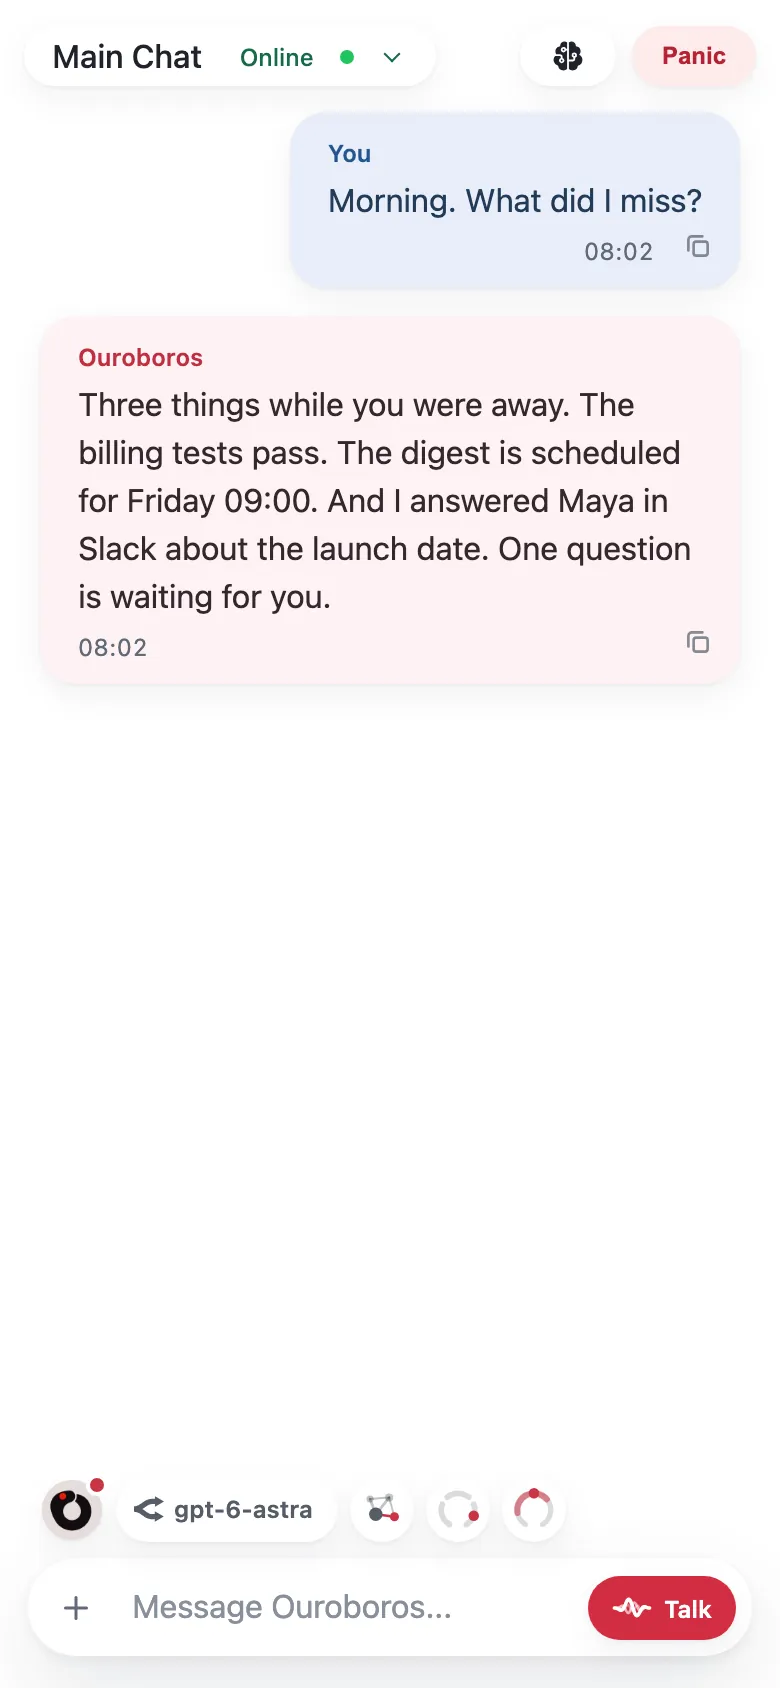 Main Chat Online Panic
You
Morning. What did I miss?
08:02
Ouroboros
Three things while you were away. The
billing tests pass. The digest is scheduled
for Friday 09:00. And I answered Maya in
Slack about the launch date. One question
is waiting for you.
08:02
gpt-6-astra
Message Ouroboros...
Talk